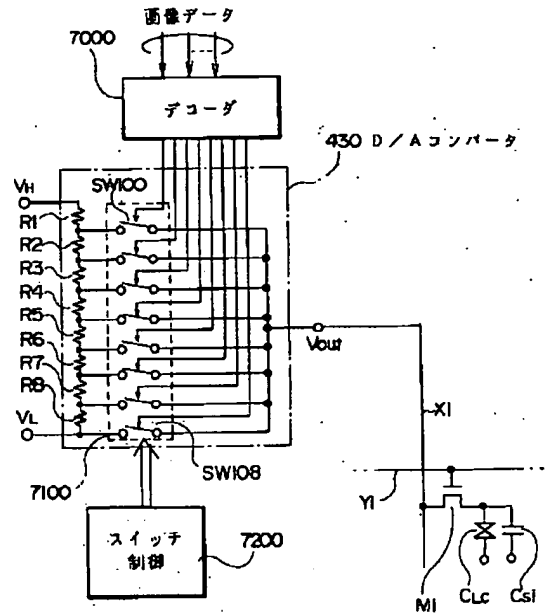 画像データ
7000
デコーダ
430 D/Aコンバータ
SW100
VH
R1
R2
R3
R4
R5
R6
R7
R8
VL
Vout
X1
7100
SW108
Y1
スイッチ
制御
7200
M1
CLC
CS1